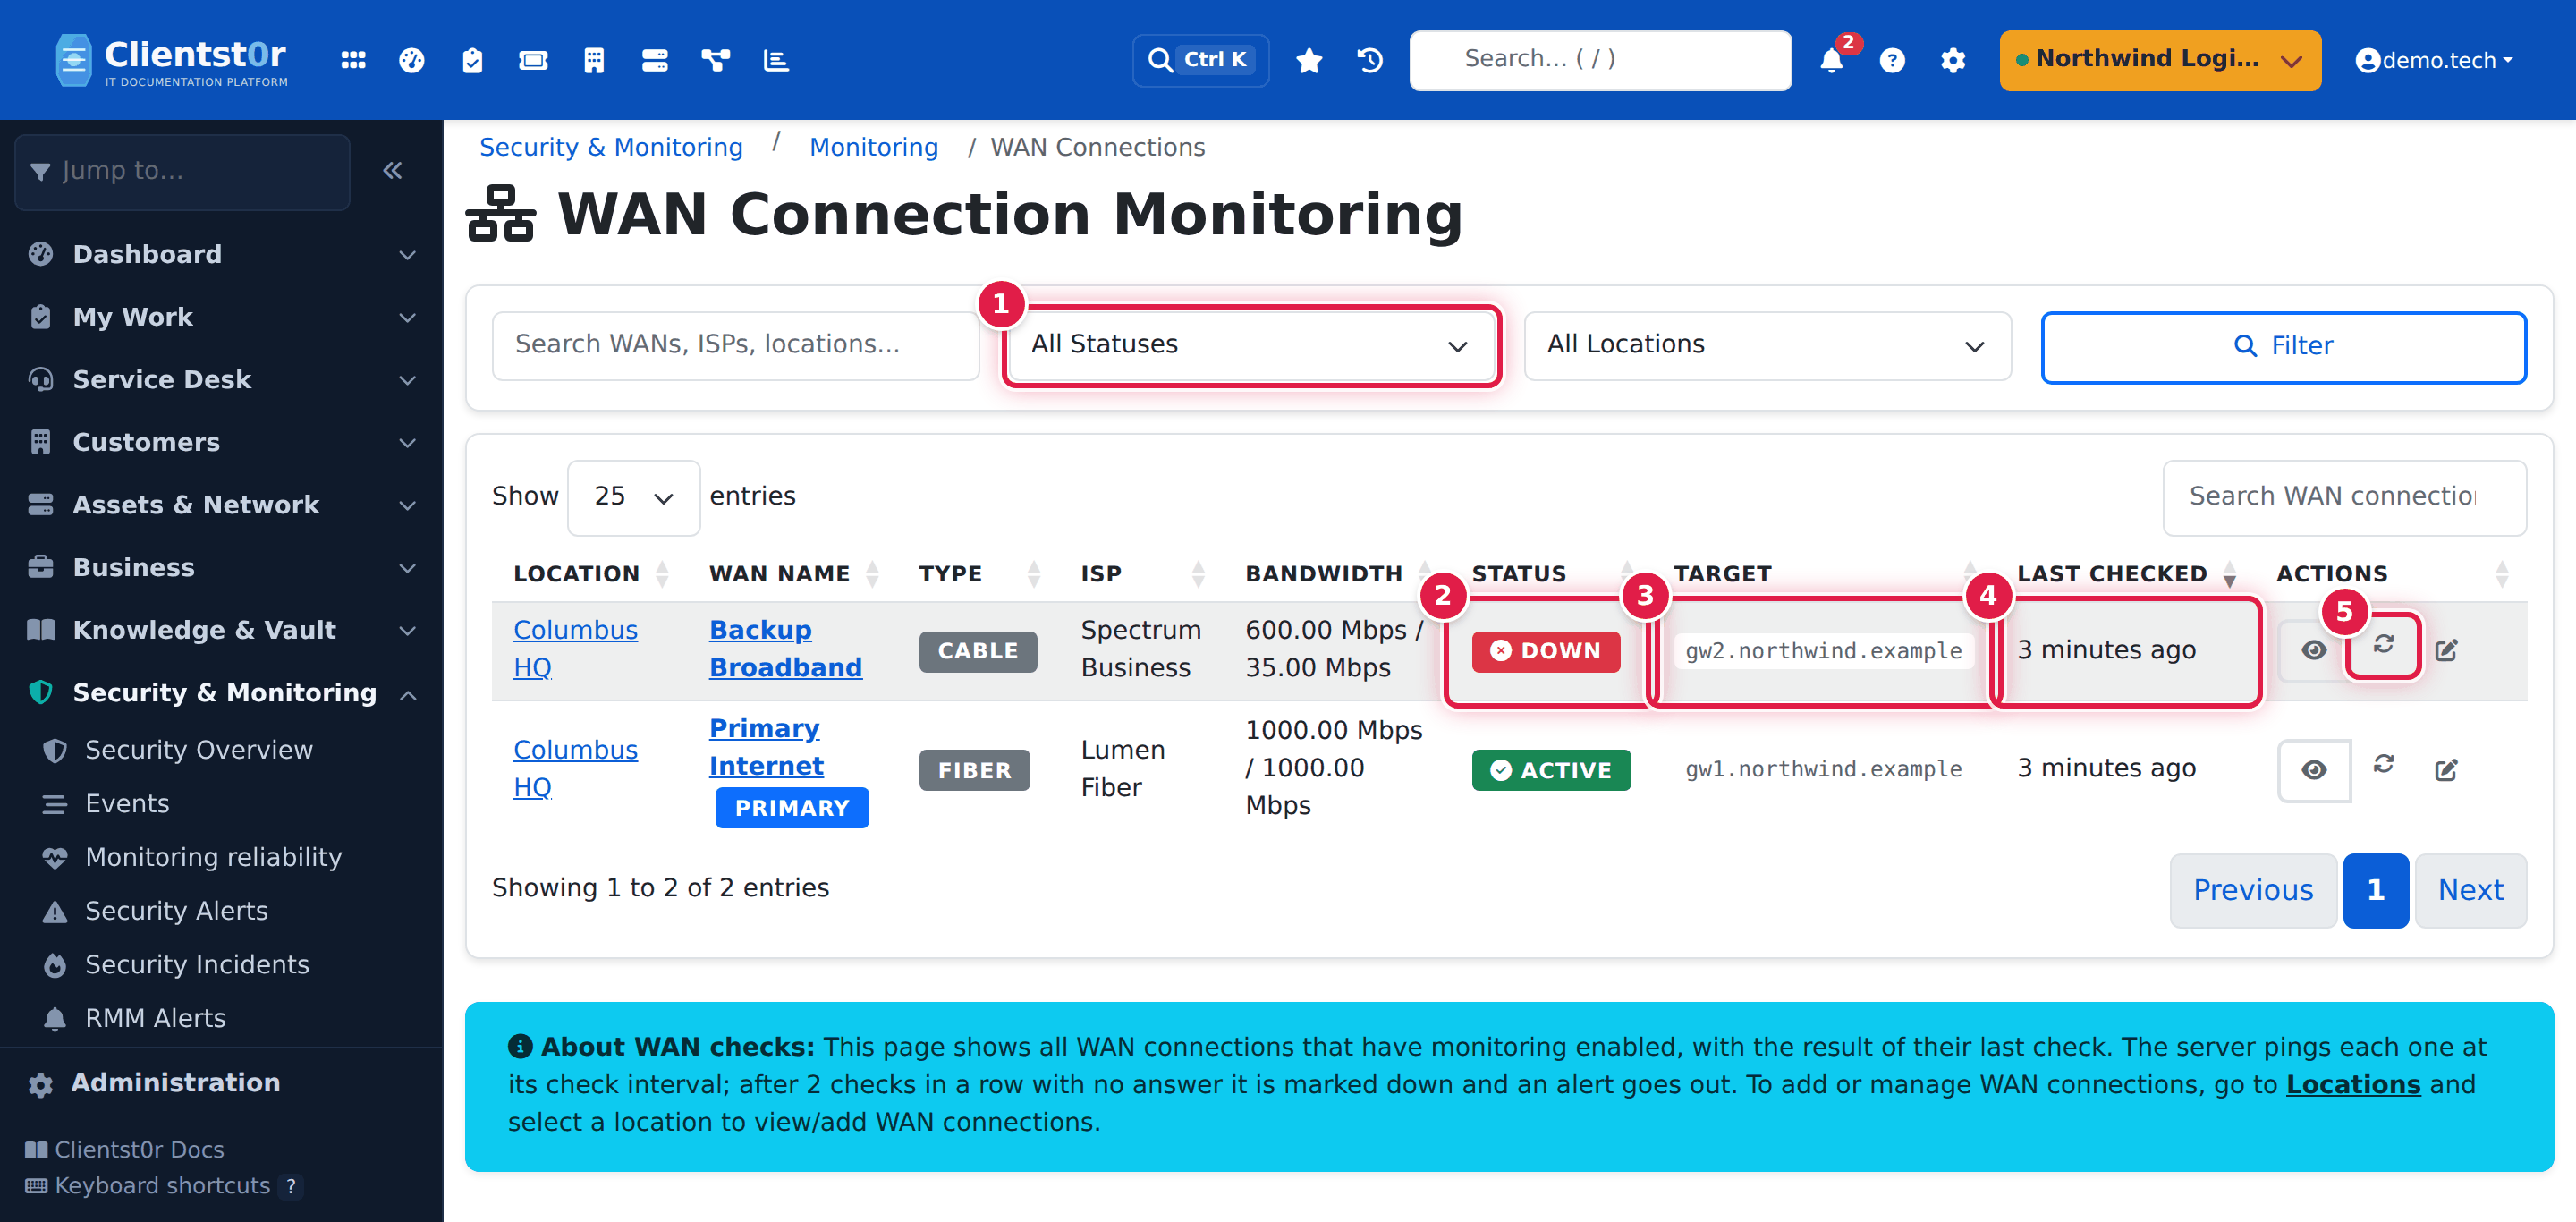 Clientst0r
IT DOCUMENTATION PLATFORM
Ctrl K
Search... ( / )
2
?
Northwind Logi...
demo.tech
Jump to...
Dashboard
My Work
Service Desk
Customers
Assets & Network
Business
Knowledge & Vault
Security & Monitoring
Security Overview
Events
Monitoring reliability
Security Alerts
Security Incidents
RMM Alerts
Administration
Clientst0r Docs
Keyboard shortcuts ?
Security & Monitoring / Monitoring / WAN Connections
WAN Connection Monitoring
1
Search WANs, ISPs, locations...
All Statuses
All Locations
Filter
Show 25 entries
Search WAN connection
LOCATION WAN NAME TYPE ISP BANDWIDTH STATUS TARGET LAST CHECKED ACTIONS
2 3 4 5
Columbus HQ
Backup Broadband
CABLE
Spectrum Business
600.00 Mbps / 35.00 Mbps
DOWN
gw2.northwind.example
3 minutes ago
Columbus HQ
Primary Internet
PRIMARY
FIBER
Lumen Fiber
1000.00 Mbps / 1000.00 Mbps
ACTIVE
gw1.northwind.example
3 minutes ago
Showing 1 to 2 of 2 entries
Previous 1 Next
About WAN checks: This page shows all WAN connections that have monitoring enabled, with the result of their last check. The server pings each one at
its check interval; after 2 checks in a row with no answer it is marked down and an alert goes out. To add or manage WAN connections, go to Locations and
select a location to view/add WAN connections.